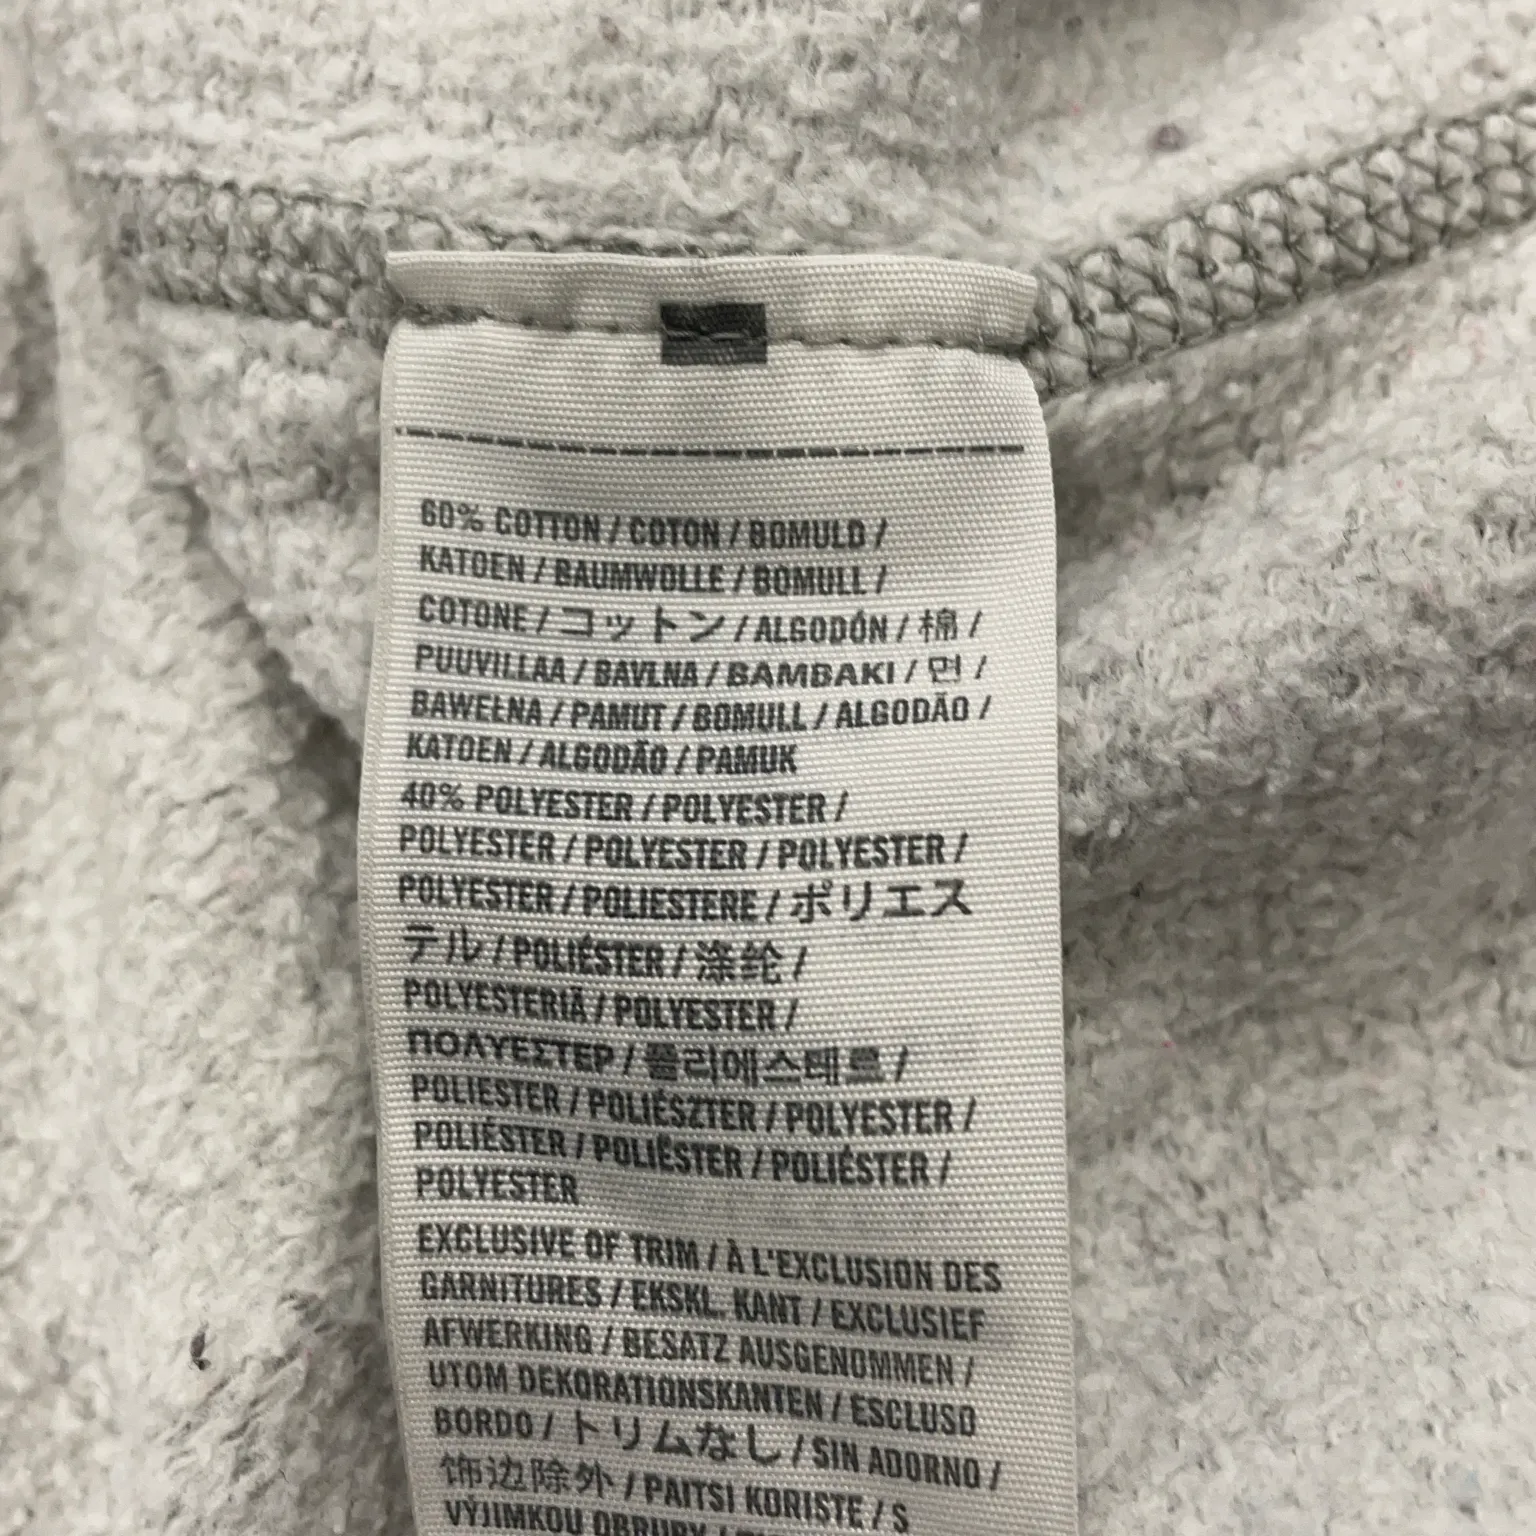 60% COTTON / COTON / BOMULD /
KATOEN / BAUMWOLLE / BOMULL /
COTONE / コットン / ALGODÓN / 棉 /
PUUVILLAA / BAVLNA / BAMBAKI / 면 /
BAWEŁNA / PAMUT / BOMULL / ALGODÃO /
KATOEN / ALGODÃO / PAMUK
40% POLYESTER / POLYESTER /
POLYESTER / POLYESTER / POLYESTER /
POLYESTER / POLIESTERE / ポリエス
テル / POLIÉSTER / 涤纶 /
POLYESTERIÄ / POLYESTER /
ΠΟΛΥΕΣΤΕΡ / 폴리에스테르 /
POLIESTER / POLIÉSZTER / POLYESTER /
POLIÉSTER / POLIËSTER / POLIÉSTER /
POLYESTER
EXCLUSIVE OF TRIM / À L'EXCLUSION DES
GARNITURES / EKSKL. KANT / EXCLUSIEF
AFWERKING / BESATZ AUSGENOMMEN /
UTOM DEKORATIONSKANTEN / ESCLUSO
BORDO / トリムなし / SIN ADORNO /
饰边除外 / PAITSI KORISTE / S
VÝJIMKOU OBRUBY /